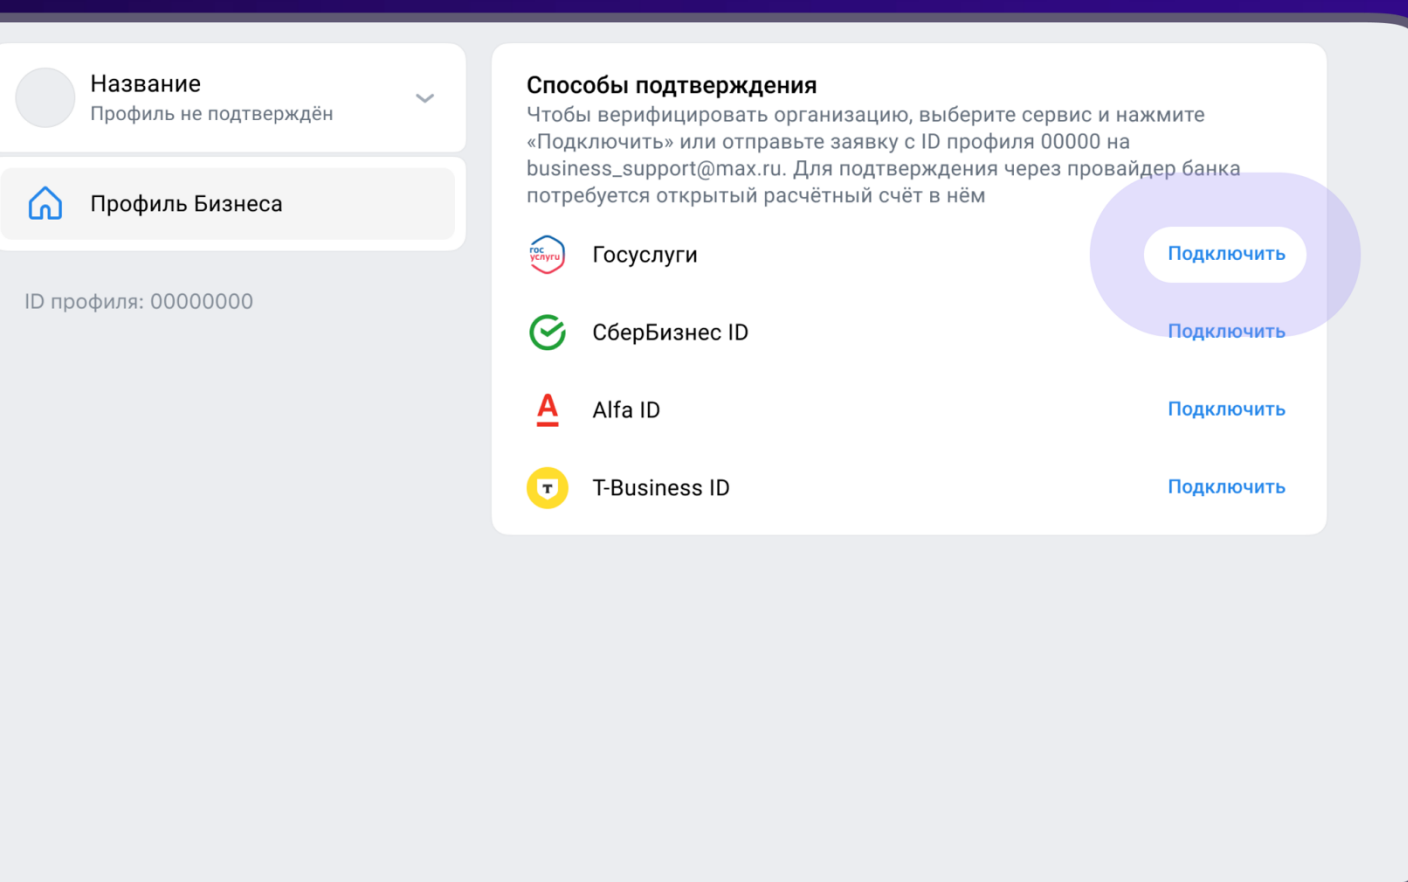 Название
Профиль не подтверждён
Профиль Бизнеса
ID профиля: 00000000
Способы подтверждения
Чтобы верифицировать организацию, выберите сервис и нажмите
«Подключить» или отправьте заявку с ID профиля 00000 на
business_support@max.ru. Для подтверждения через провайдер банка
потребуется открытый расчётный счёт в нём
гос
услуги
Госуслуги
Подключить
СберБизнес ID
Подключить
А
Alfa ID
Подключить
Т
T-Business ID
Подключить